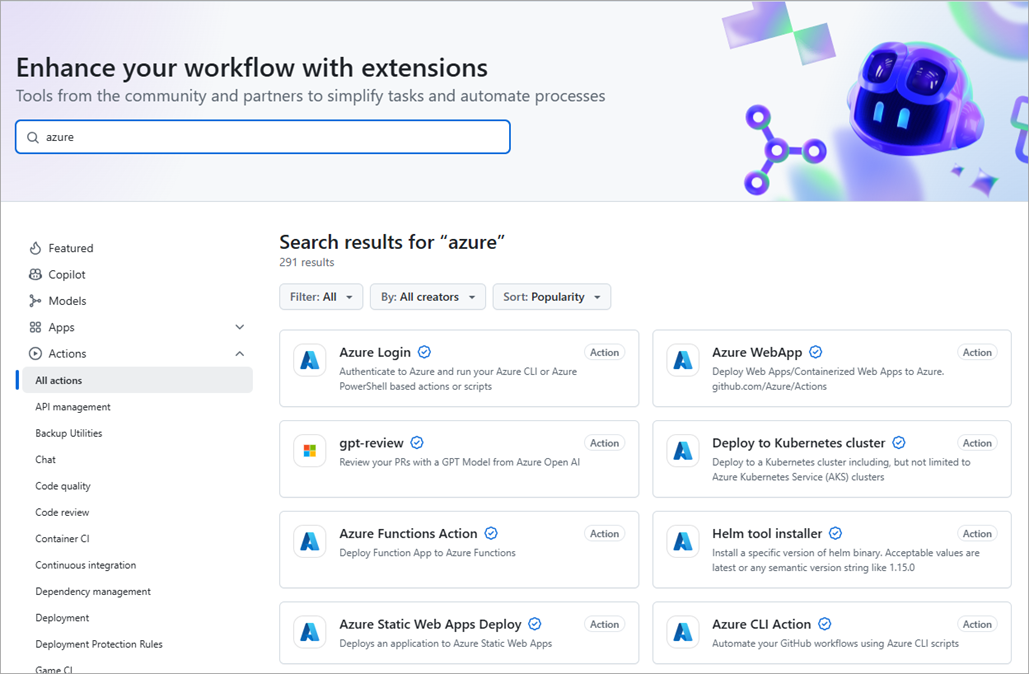 Enhance your workflow with extensions
Tools from the community and partners to simplify tasks and automate processes
azure
Featured
Copilot
Models
Apps
Actions
All actions
API management
Backup Utilities
Chat
Code quality
Code review
Container CI
Continuous integration
Dependency management
Deployment
Deployment Protection Rules
Game CI
Search results for “azure”
291 results
Filter: All
By: All creators
Sort: Popularity
Azure Login
Action
Authenticate to Azure and run your Azure CLI or Azure
PowerShell based actions or scripts
Azure WebApp
Action
Deploy Web Apps/Containerized Web Apps to Azure.
github.com/Azure/Actions
gpt-review
Action
Review your PRs with a GPT Model from Azure Open AI
Deploy to Kubernetes cluster
Action
Deploy to a Kubernetes cluster including, but not limited to
Azure Kubernetes Service (AKS) clusters
Azure Functions Action
Action
Deploy Function App to Azure Functions
Helm tool installer
Action
Install a specific version of helm binary. Acceptable values are
latest or any semantic version string like 1.15.0
Azure Static Web Apps Deploy
Action
Deploys an application to Azure Static Web Apps
Azure CLI Action
Action
Automate your GitHub workflows using Azure CLI scripts